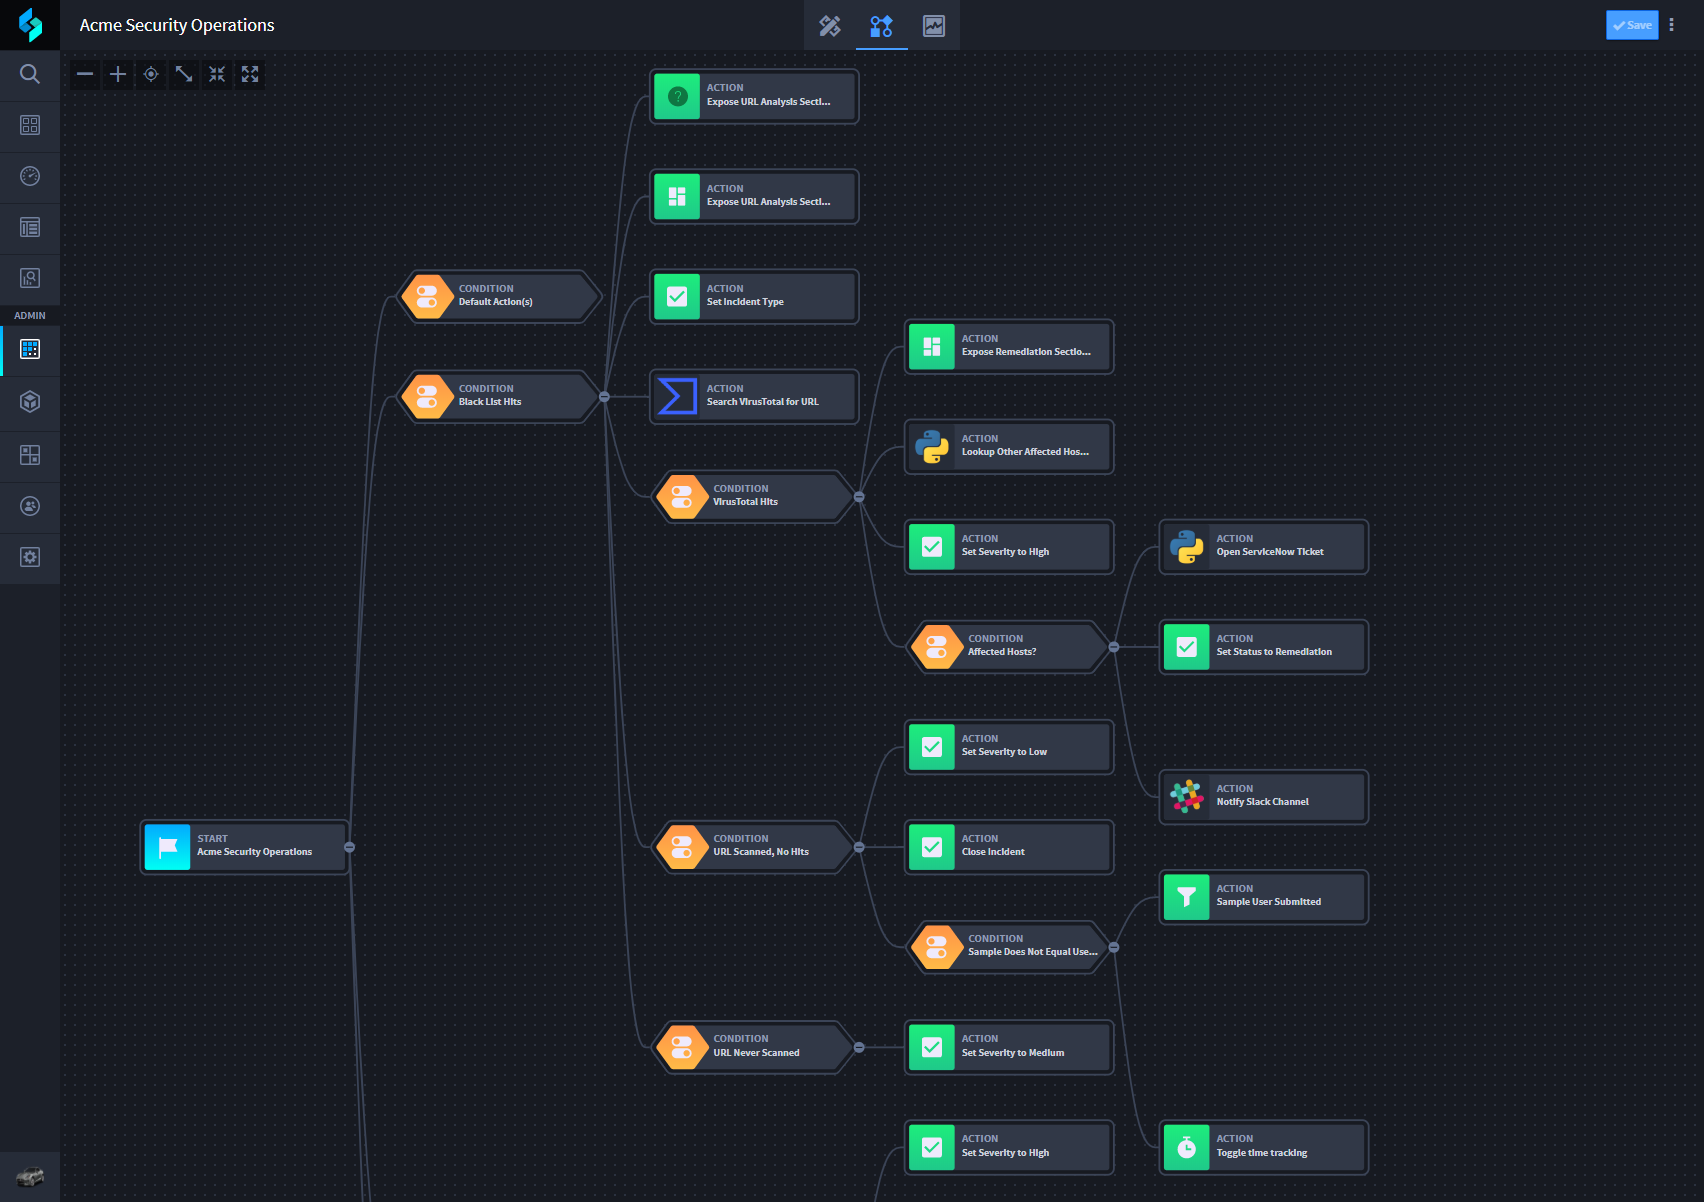 Acme Security Operations
Save
ADMIN
ACTION
Expose URL Analysis Secti...
ACTION
Expose URL Analysis Secti...
CONDITION
Default Action(s)
ACTION
Set Incident Type
ACTION
Expose Remediation Sectio...
CONDITION
Black List Hits
ACTION
Search VirusTotal for URL
ACTION
Lookup Other Affected Hos...
CONDITION
VirusTotal Hits
ACTION
Set Severity to High
ACTION
Open ServiceNow Ticket
CONDITION
Affected Hosts?
ACTION
Set Status to Remediation
ACTION
Set Severity to Low
ACTION
Notify Slack Channel
START
Acme Security Operations
CONDITION
URL Scanned, No Hits
ACTION
Close Incident
ACTION
Sample User Submitted
CONDITION
Sample Does Not Equal Use...
CONDITION
URL Never Scanned
ACTION
Set Severity to Medium
ACTION
Set Severity to High
ACTION
Toggle time tracking